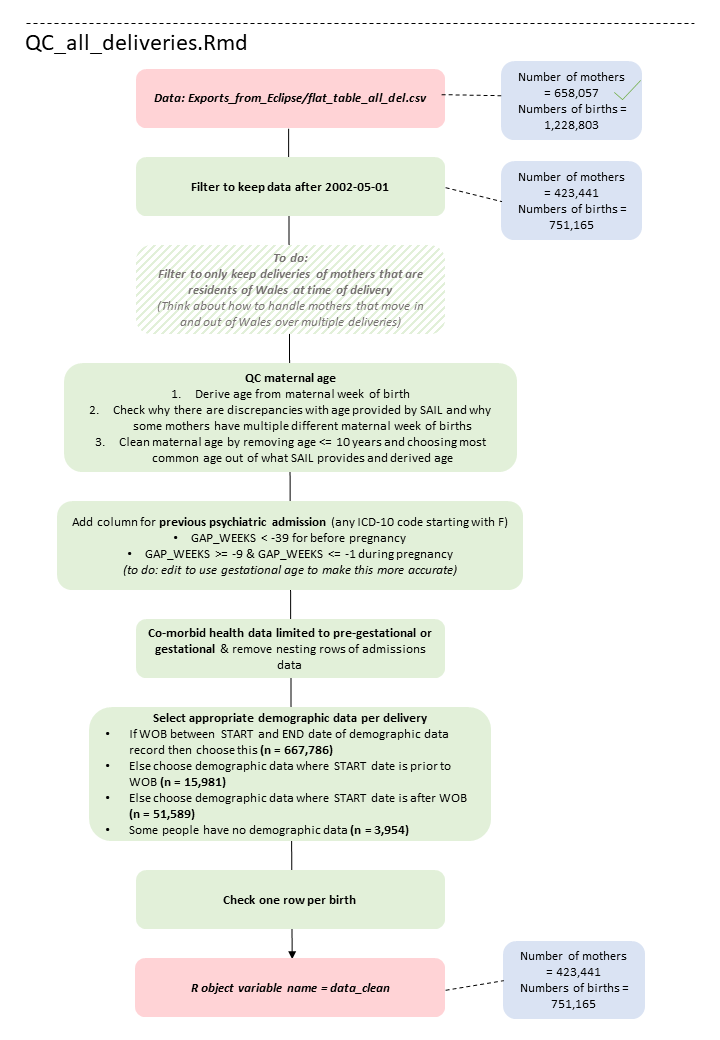 QC_all_deliveries.Rmd
Data: Exports_from_Eclipse/flat_table_all_del.csv
Number of mothers
= 658,057
Numbers of births =
1,228,803
Filter to keep data after 2002-05-01
Number of mothers
= 423,441
Numbers of births =
751,165
To do:
Filter to only keep deliveries of mothers that are
residents of Wales at time of delivery
(Think about how to handle mothers that move in
and out of Wales over multiple deliveries)
QC maternal age
1. Derive age from maternal week of birth
2. Check why there are discrepancies with age provided by SAIL and why
some mothers have multiple different maternal week of births
3. Clean maternal age by removing age <= 10 years and choosing most
common age out of what SAIL provides and derived age
Add column for previous psychiatric admission (any ICD-10 code starting with F)
• GAP_WEEKS < -39 for before pregnancy
• GAP_WEEKS >= -9 & GAP_WEEKS <= -1 during pregnancy
(to do: edit to use gestational age to make this more accurate)
Co-morbid health data limited to pre-gestational or
gestational & remove nesting rows of admissions
data
Select appropriate demographic data per delivery
• If WOB between START and END date of demographic data
record then choose this (n = 667,786)
• Else choose demographic data where START date is prior to
WOB (n = 15,981)
• Else choose demographic data where START date is after WOB
(n = 51,589)
• Some people have no demographic data (n = 3,954)
Check one row per birth
R object variable name = data_clean
Number of mothers
= 423,441
Numbers of births =
751,165